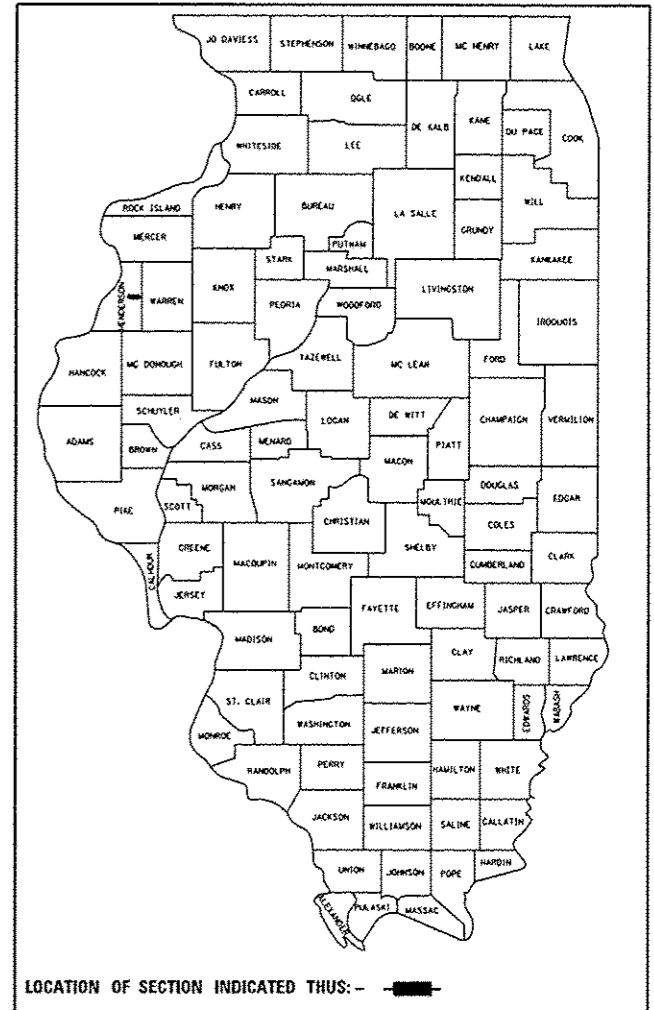 JO DAVIESS STEPHENSON WINNEBAGO BOONE MC HENRY LAKE
CARROLL OGLE DE KALB KANE DU PAGE COOK
WHITESIDE LEE
KENDALL WILL
ROCK ISLAND HENRY BUREAU LA SALLE GRUNDY
MERCER PUTNAM KANKAKEE
STARK MARSHALL
HENDERSON WARREN KNOX PEORIA WOODFORD LIVINGSTON IROQUOIS
HANCOCK MC DONOUGH FULTON TAZEWELL MC LEAN FORD
MASON
SCHUYLER LOGAN DE WITT CHAMPAIGN VERMILION
ADAMS BROWN CASS MENARD PIATT
MACON
MORGAN SANGAMON DOUGLAS EDGAR
PIKE SCOTT CHRISTIAN MOULTRIE COLES
GREENE MACOUPIN MONTGOMERY SHELBY CUMBERLAND CLARK
CALHOUN JERSEY
FAYETTE EFFINGHAM JASPER CRAWFORD
MADISON BOND
CLAY RICHLAND LAWRENCE
CLINTON MARION
ST. CLAIR WAYNE EDWARDS WABASH
WASHINGTON JEFFERSON
MONROE
RANDOLPH PERRY HAMILTON WHITE
FRANKLIN
JACKSON WILLIAMSON SALINE GALLATIN
UNION JOHNSON POPE HARDIN
ALEXANDER PULASKI MASSAC
LOCATION OF SECTION INDICATED THUS: -